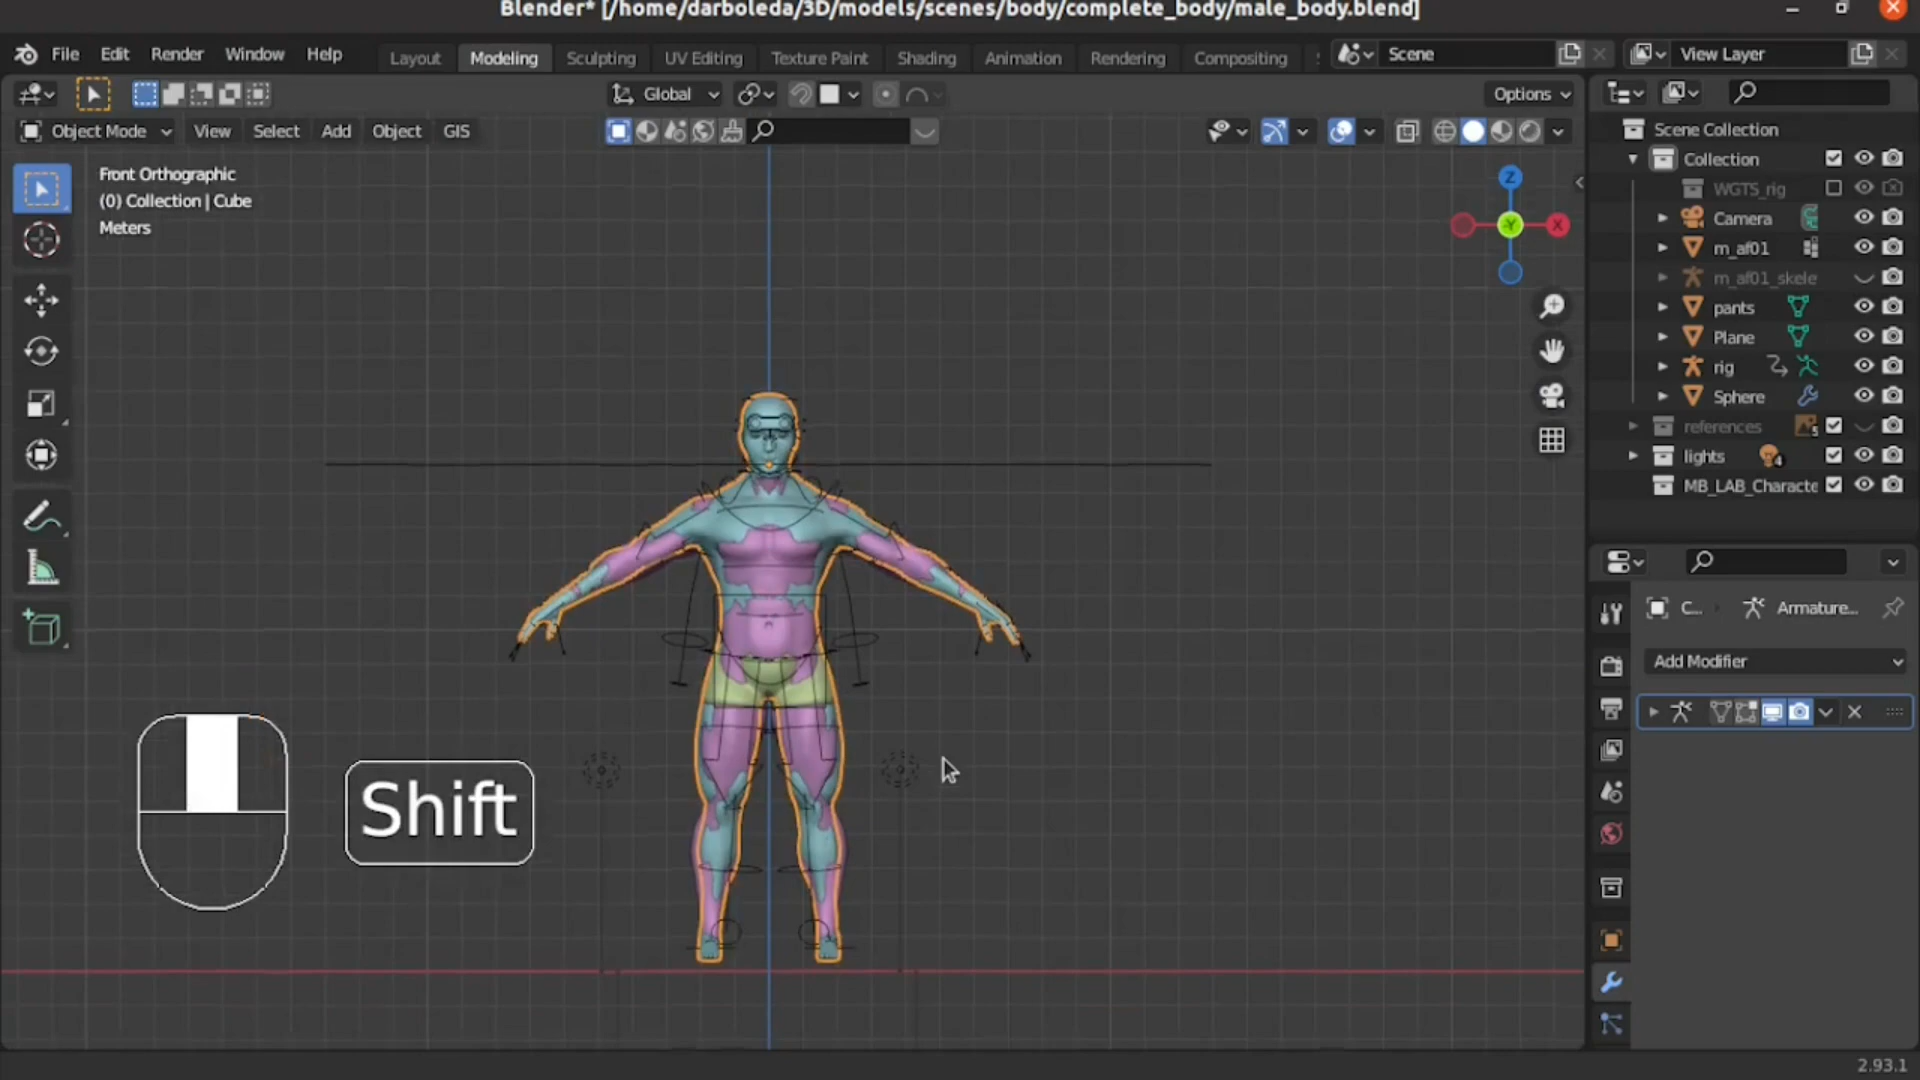 Blender* [/home/darboleda/3D/models/scenes/body/complete_body/male_body.blend]
File Edit Render Window Help
Layout Modeling Sculpting UV Editing Texture Paint Shading Animation Rendering Compositing
Scene
View Layer
Global
Options
Object Mode View Select Add Object GIS
Front Orthographic
(0) Collection | Cube
Meters
Z
-Y
X
Shift
Scene Collection
Collection
WGTS_rig
Camera
m_af01
m_af01_skele
pants
Plane
rig
Sphere
references
5
lights
4
MB_LAB_Characte
C... Armature...
Add Modifier
2.93.1